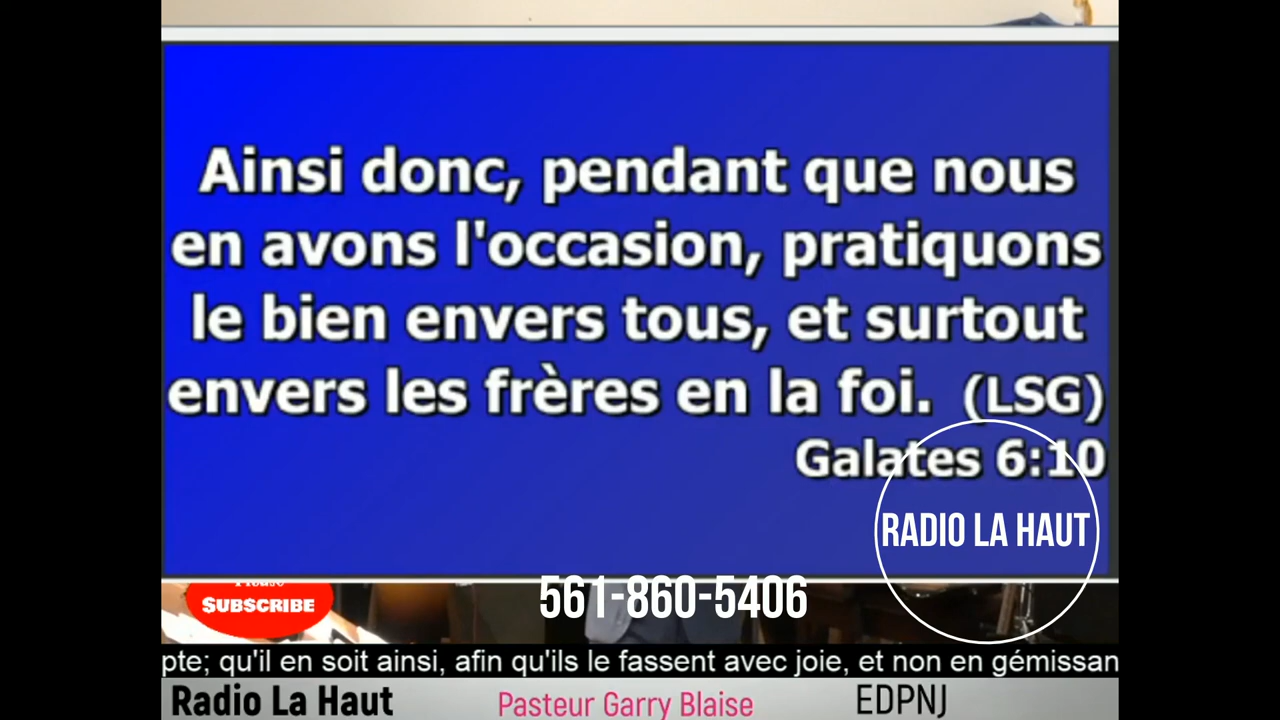 Ainsi donc, pendant que nous
en avons l'occasion, pratiquons
le bien envers tous, et surtout
envers les frères en la foi. (LSG)
Galates 6:10
RADIO LA HAUT
SUBSCRIBE
561-860-5406
pte; qu'il en soit ainsi, afin qu'ils le fassent avec joie, et non en gémissan
Radio La Haut
Pasteur Garry Blaise
EDPNJ